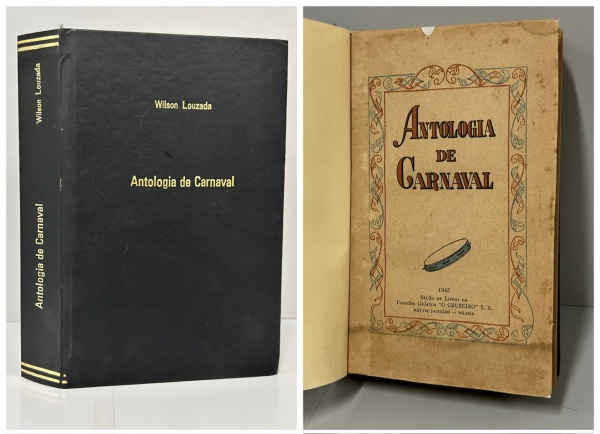 Wilson Louzada
Antologia de Carnaval
Wilson Louzada
Antologia de Carnaval
ANTOLOGIA
DE
CARNAVAL
1945
SEÇÃO DE LIVROS DA
EMPRÊSA GRÁFICA "O CRUZEIRO" S. A.
RIO DE JANEIRO — BRASIL